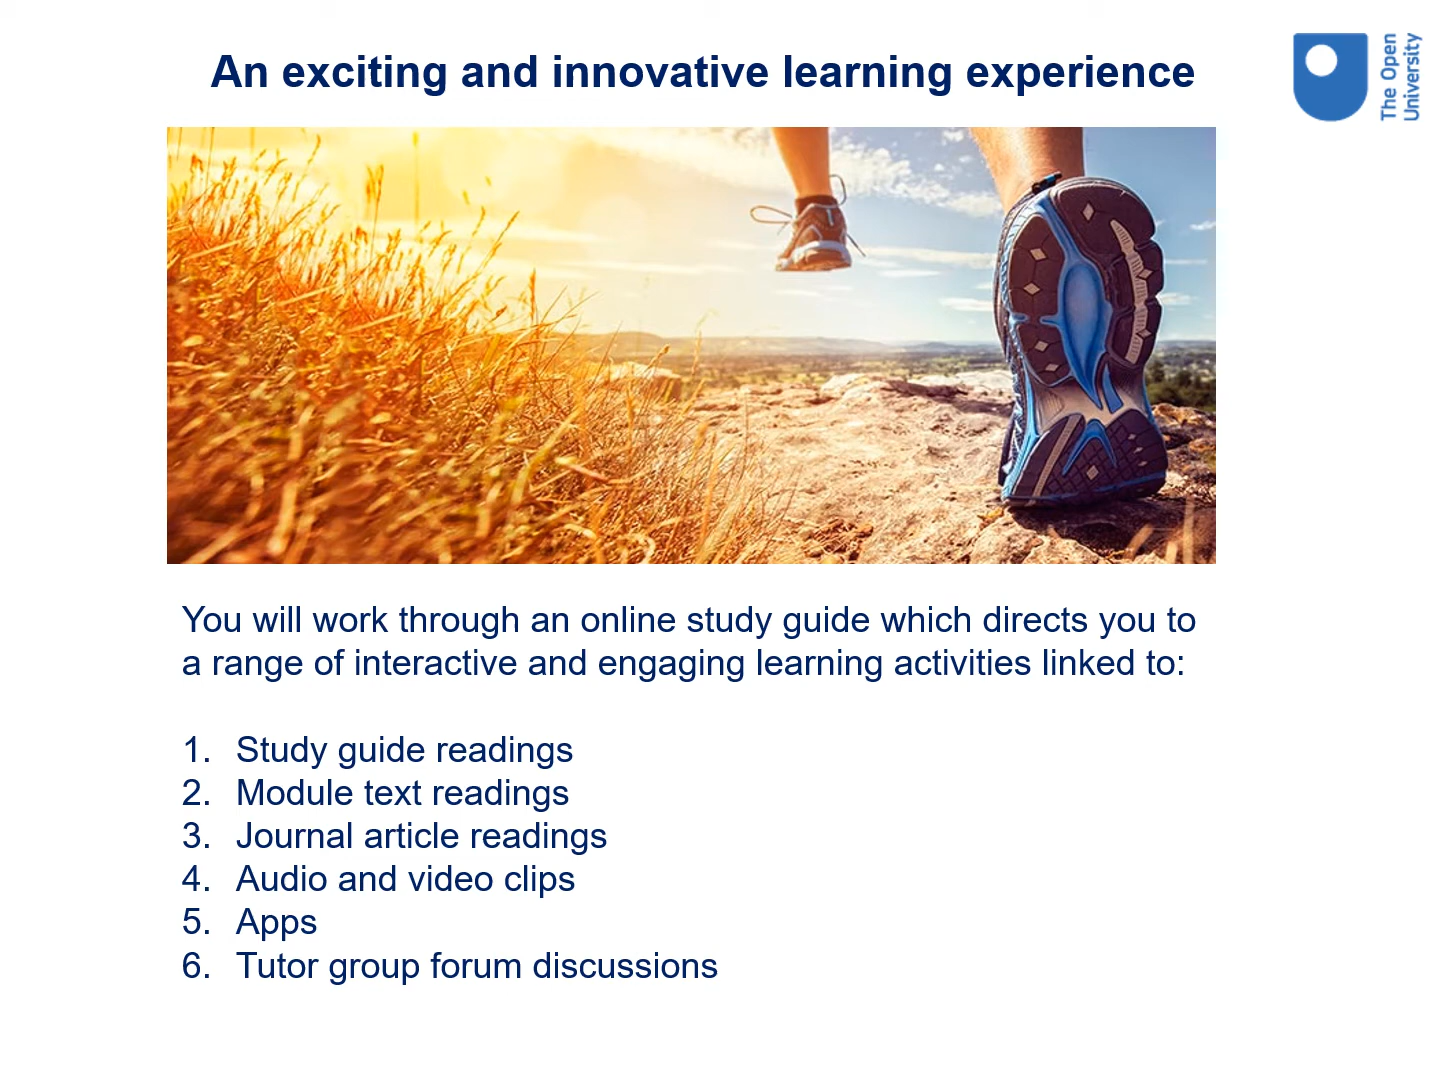 An exciting and innovative learning experience
The Open
University
You will work through an online study guide which directs you to
a range of interactive and engaging learning activities linked to:
1. Study guide readings
2. Module text readings
3. Journal article readings
4. Audio and video clips
5. Apps
6. Tutor group forum discussions